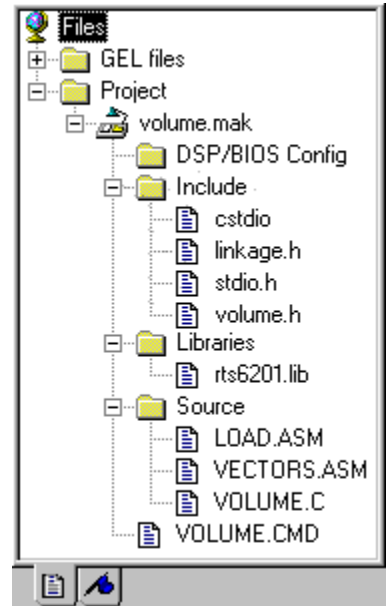 Files
GEL files
Project
volume.mak
DSP/BIOS Config
Include
cstdio
linkage.h
stdio.h
volume.h
Libraries
rts6201.lib
Source
LOAD.ASM
VECTORS.ASM
VOLUME.C
VOLUME.CMD